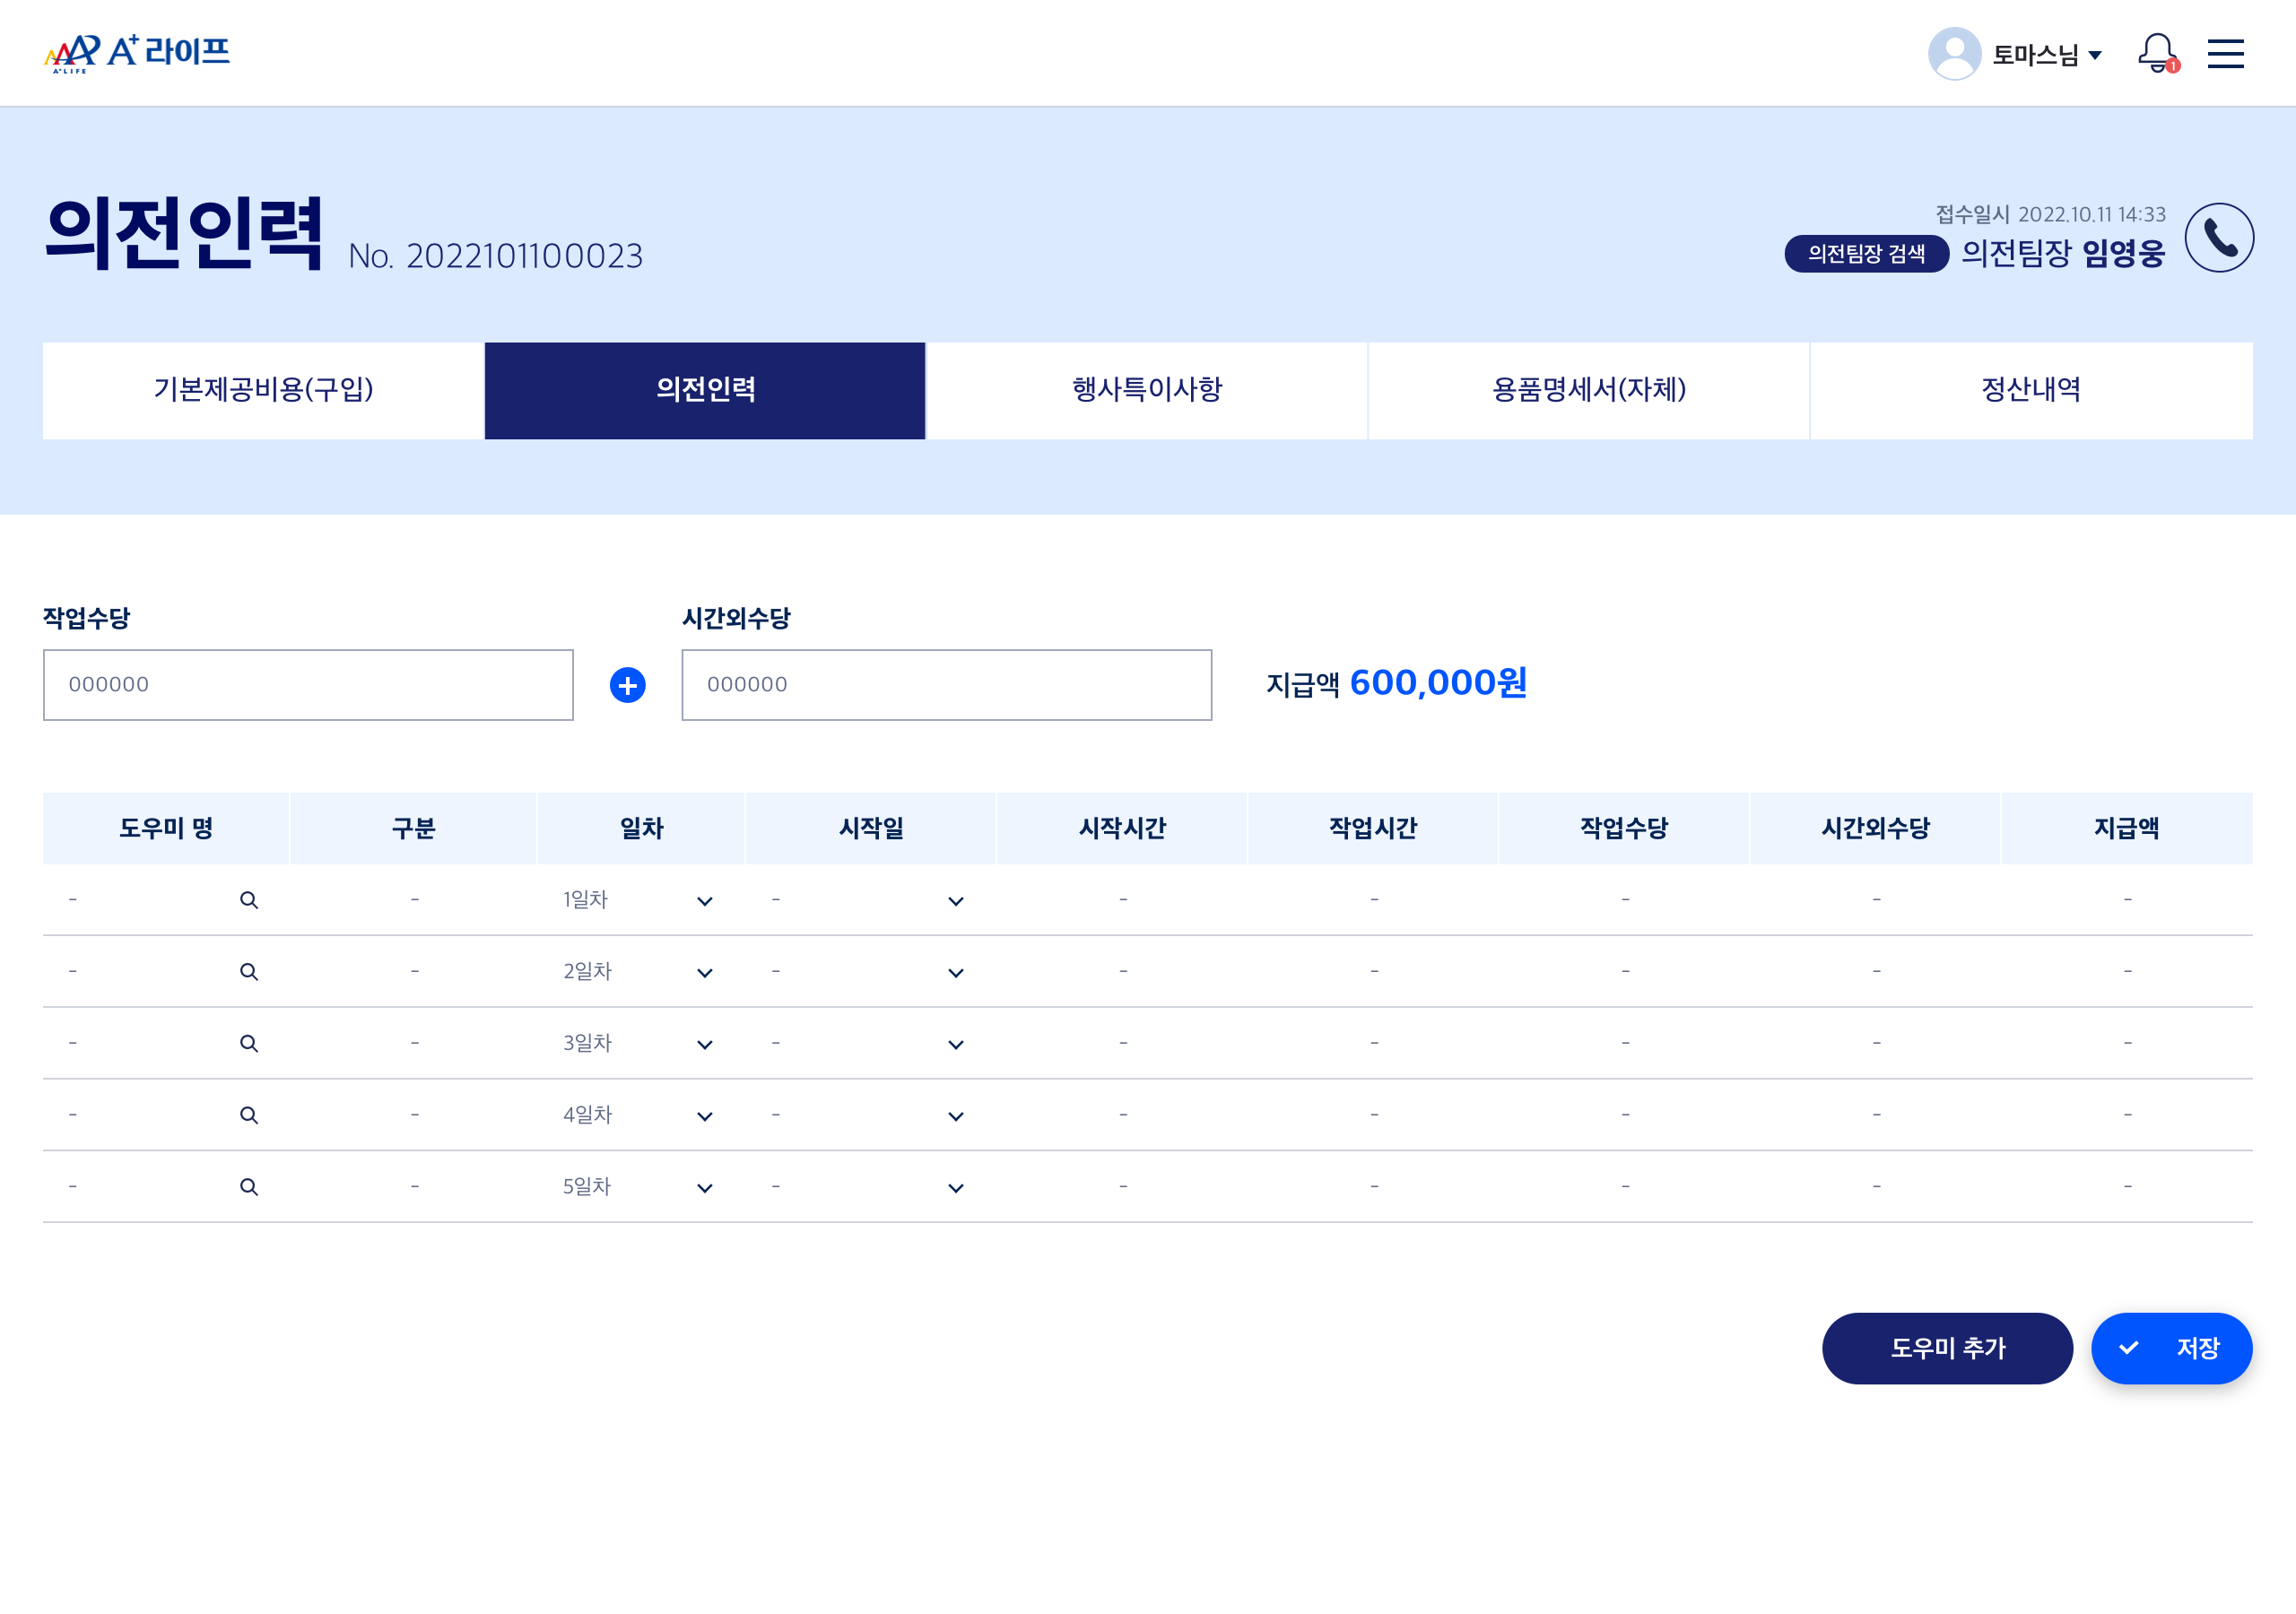 A+ 라이프
A+ LIFE
토마스님
1
의전인력 No. 2022101100023
접수일시 2022.10.11 14:33
의전팀장 검색 의전팀장 임영웅
기본제공비용(구입) 의전인력 행사특이사항 용품명세서(자체) 정산내역
작업수당 시간외수당
000000 000000 지급액 600,000원
도우미 명 구분 일차 시작일 시작시간 작업시간 작업수당 시간외수당 지급액
- - 1일차 - - - - - -
- - 2일차 - - - - - -
- - 3일차 - - - - - -
- - 4일차 - - - - - -
- - 5일차 - - - - - -
도우미 추가 저장